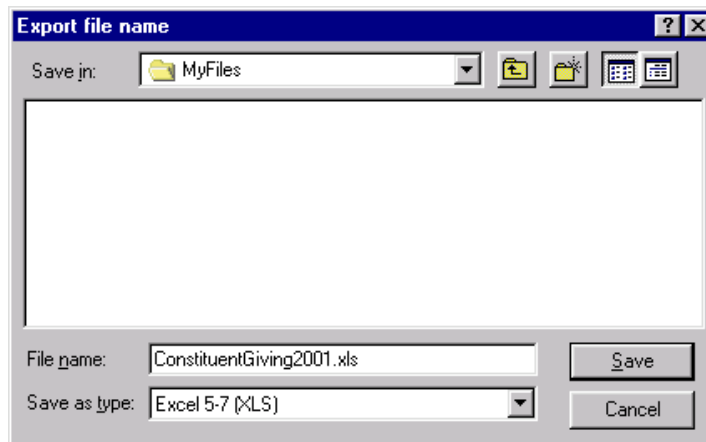 Export file name
Save in: MyFiles
File name: ConstituentGiving2001.xls Save
Save as type: Excel 5-7 (XLS) Cancel